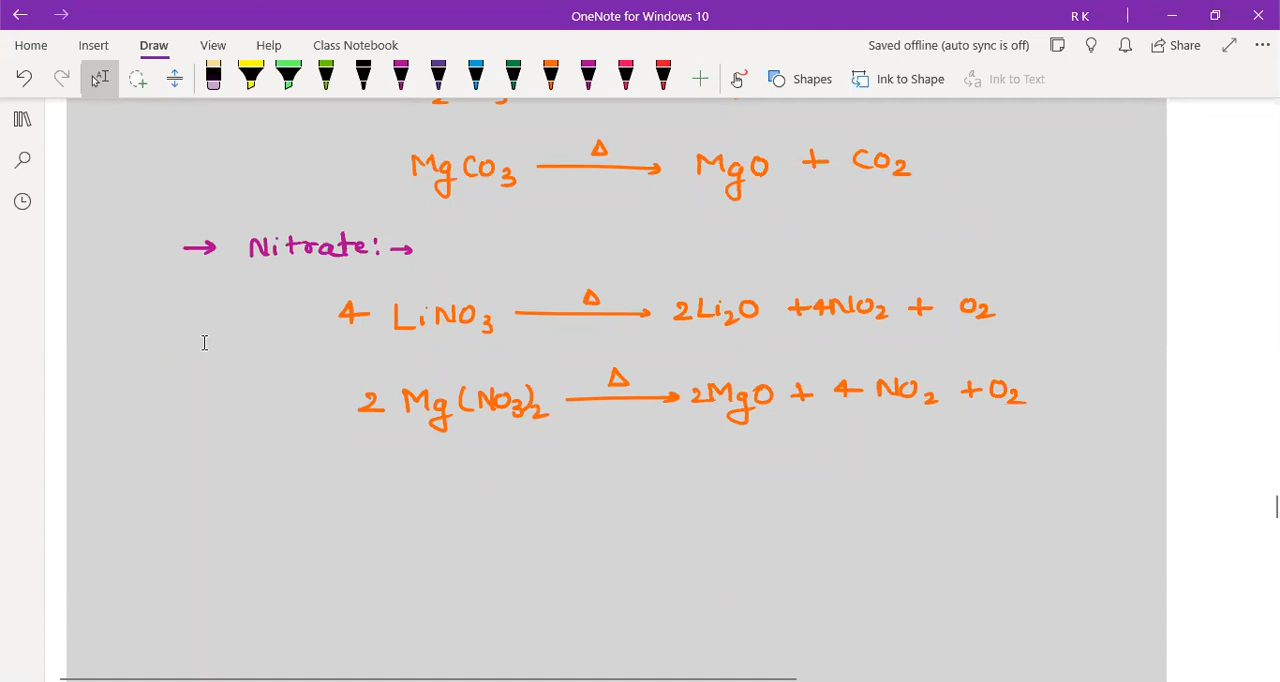 OneNote for Windows 10
R K
Home Insert Draw View Help Class Notebook
Saved offline (auto sync is off)
Share
Shapes
Ink to Shape
Ink to Text
MgCO₃ —Δ→ MgO + CO₂
→ Nitrate:→
4 LiNO₃ —Δ→ 2Li₂O +4NO₂ + O₂
2 Mg(NO₃)₂ —Δ→ 2MgO + 4 NO₂ + O₂